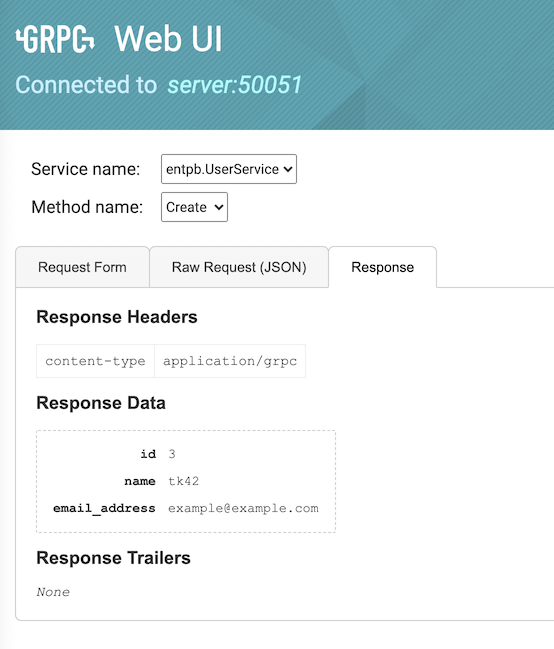 GRPC Web UI
Connected to server:50051
Service name: entpb.UserService
Method name: Create
Request Form Raw Request (JSON) Response
Response Headers
content-type application/grpc
Response Data
id 3
name tk42
email_address example@example.com
Response Trailers
None